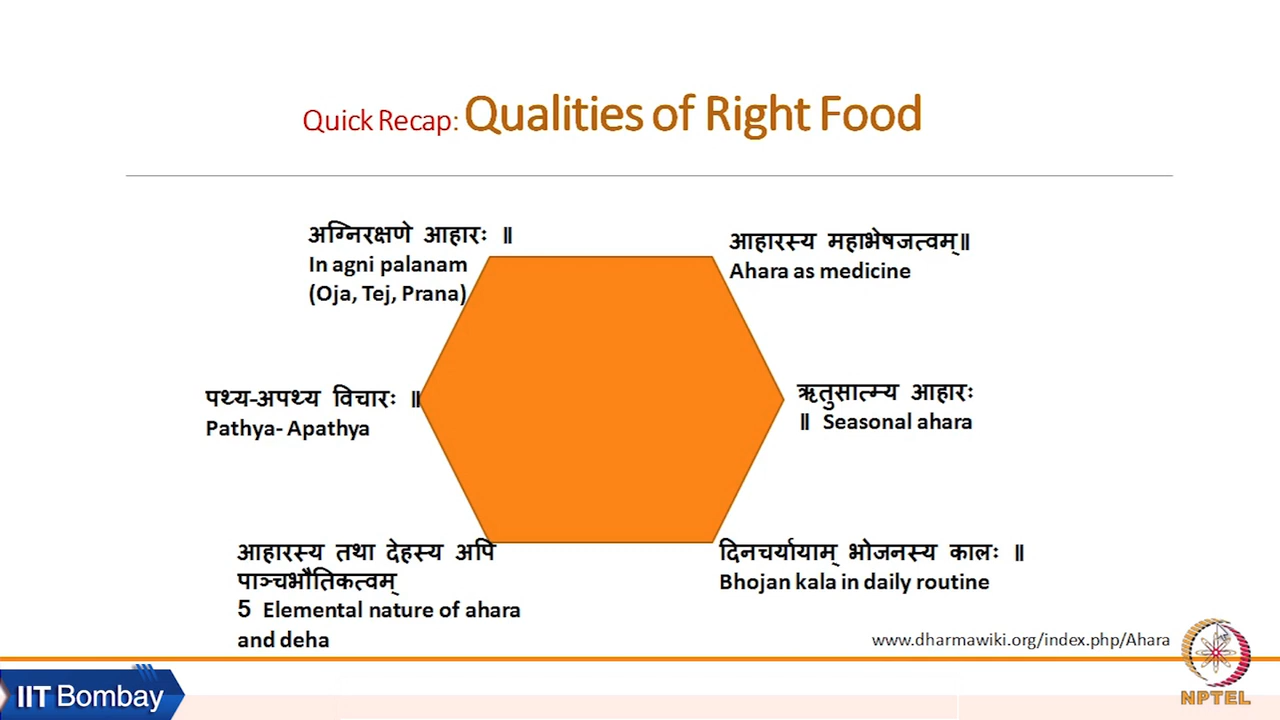 Quick Recap: Qualities of Right Food
अग्निरक्षणे आहारः ॥
In agni palanam
(Oja, Tej, Prana)
आहारस्य महाभेषजत्वम्॥
Ahara as medicine
पथ्य-अपथ्य विचारः ॥
Pathya- Apathya
ऋतुसात्म्य आहारः
॥ Seasonal ahara
आहारस्य तथा देहस्य अपि
पाञ्चभौतिकत्वम्
5 Elemental nature of ahara
and deha
दिनचर्यायाम् भोजनस्य कालः ॥
Bhojan kala in daily routine
www.dharmawiki.org/index.php/Ahara
IIT Bombay
NPTEL